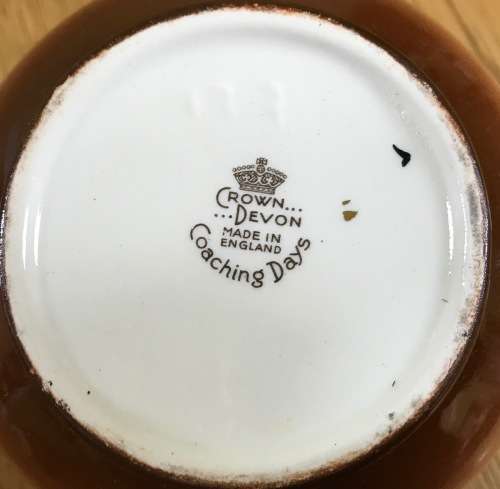 CROWN...
...DEVON
MADE IN
ENGLAND
Coaching Days